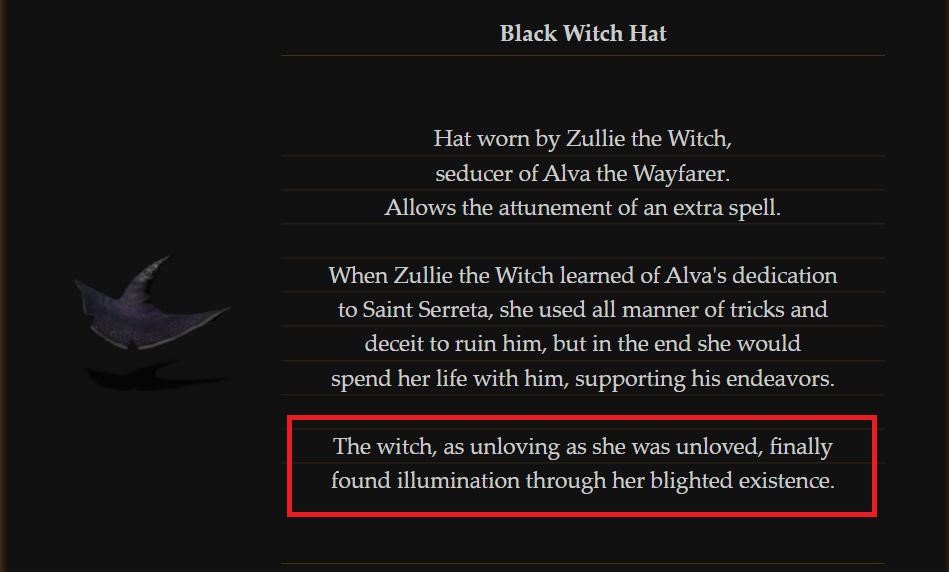 Black Witch Hat
Hat worn by Zullie the Witch,
seducer of Alva the Wayfarer.
Allows the attunement of an extra spell.
When Zullie the Witch learned of Alva's dedication
to Saint Serreta, she used all manner of tricks and
deceit to ruin him, but in the end she would
spend her life with him, supporting his endeavors.
The witch, as unloving as she was unloved, finally
found illumination through her blighted existence.